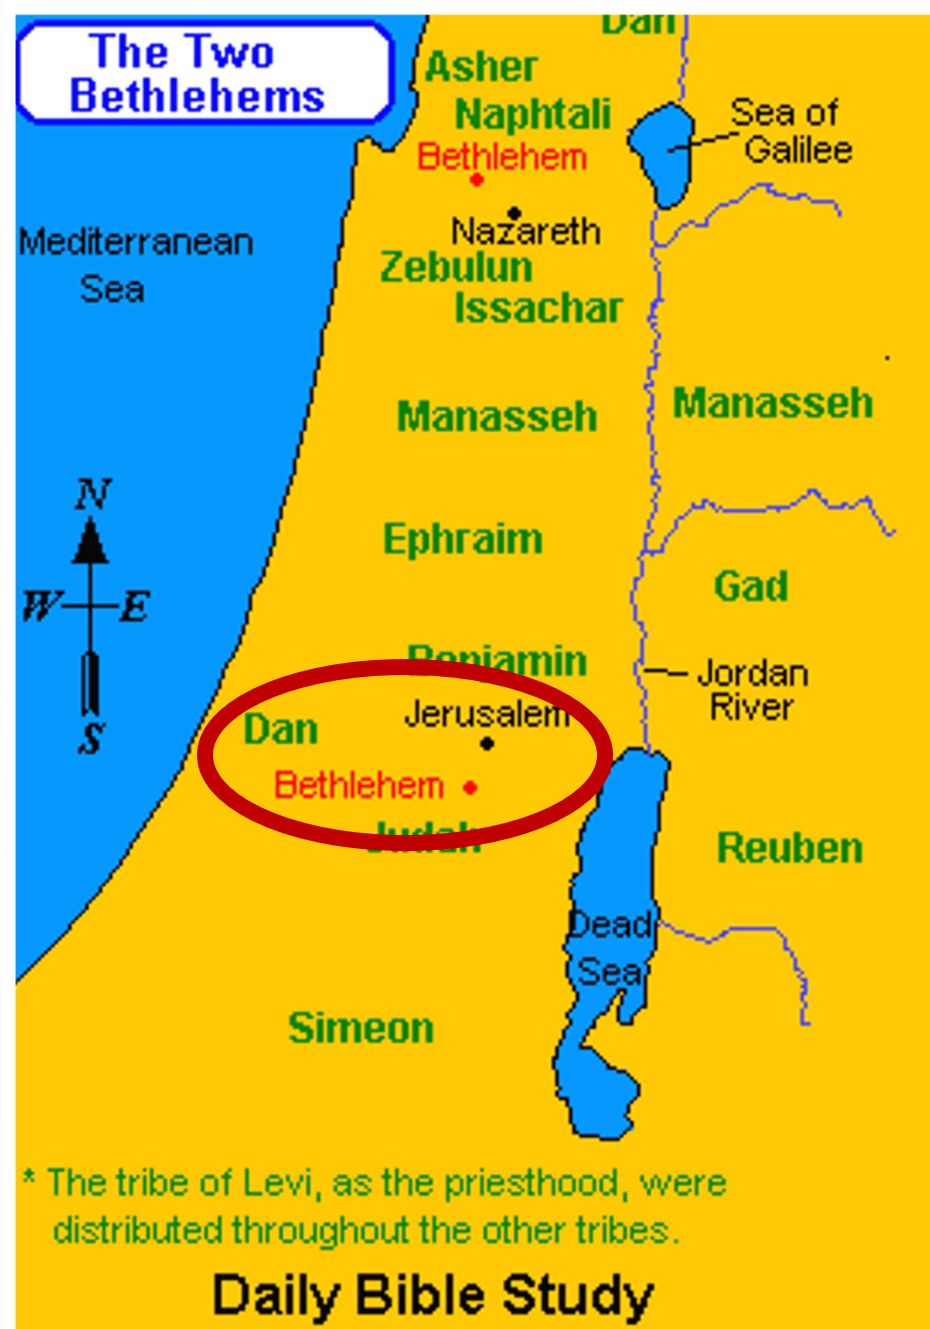 The Two
Bethlehems
Dan
Asher
Naphtali
Sea of
Galilee
Bethlehem
Nazareth
Mediterranean
Sea
Zebulun
Issachar
Manasseh
Manasseh
N
W
E
S
Ephraim
Gad
Benjamin
Jordan
River
Jerusalem
Dan
Bethlehem
Judah
Reuben
Dead
Sea
Simeon
* The tribe of Levi, as the priesthood, were
distributed throughout the other tribes.
Daily Bible Study